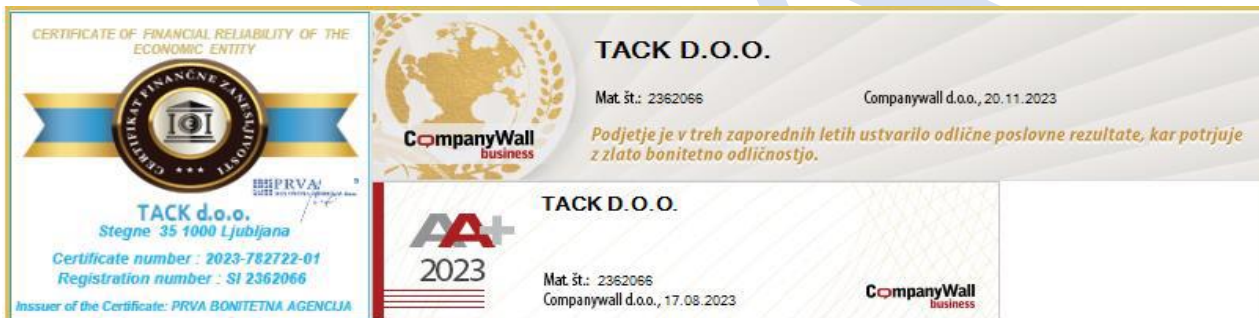 CERTIFICATE OF FINANCIAL RELIABILITY OF THE
ECONOMIC ENTITY
CERTIFIKAT FINANČNE ZANESLJIVOSTI
PRVA
TACK d.o.o.
Stegne 35 1000 Ljubljana
Certificate number : 2023-782722-01
Registration number : SI 2362066
Inssuer of the Certificate: PRVA BONITETNA AGENCIJA
CompanyWall
business
TACK D.O.O.
Mat. št.: 2362066
Companywall d.o.o., 20.11.2023
Podjetje je v treh zaporednih letih ustvarilo odlične poslovne rezultate, kar potrjuje
z zlato bonitetno odličnostjo.
AA+
2023
TACK D.O.O.
Mat. št.: 2362066
Companywall d.o.o., 17.08.2023
CompanyWall
business